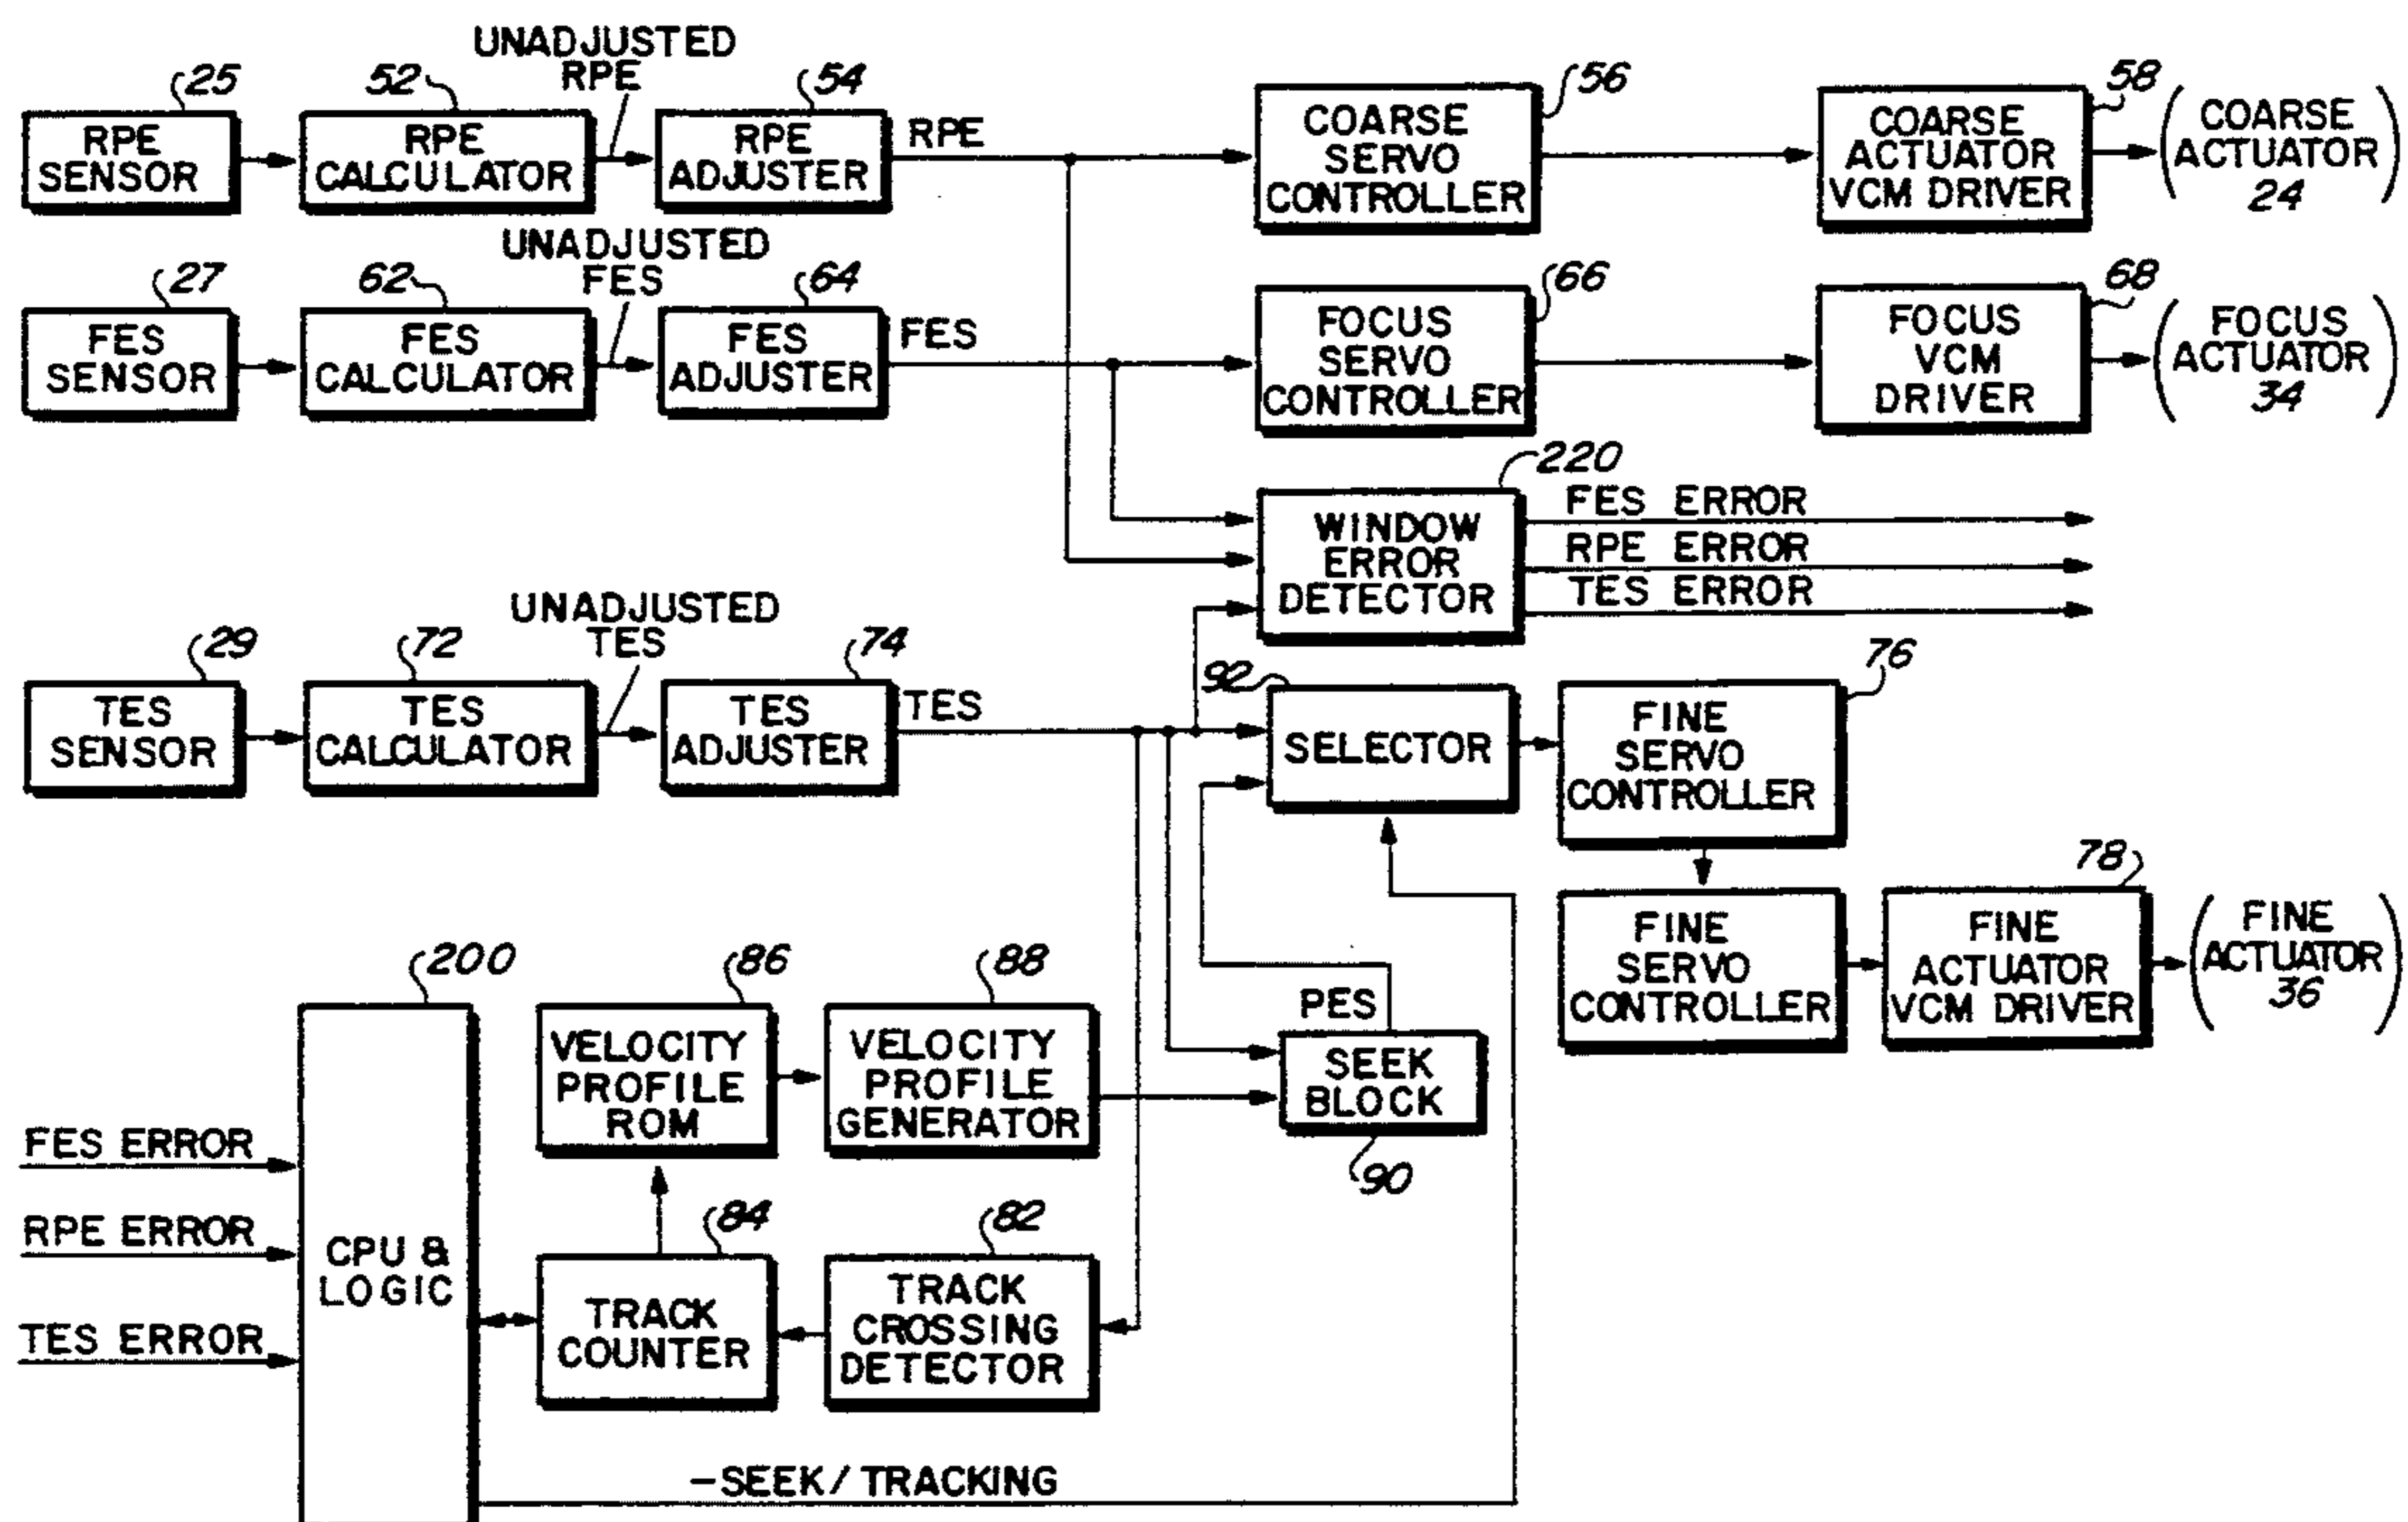 UNADJUSTED
RPE
25
52
54
56
58
RPE
SENSOR
RPE
CALCULATOR
RPE
ADJUSTER
RPE
COARSE
SERVO
CONTROLLER
COARSE
ACTUATOR
VCM DRIVER
(COARSE
ACTUATOR
24)
UNADJUSTED
FES
27
62
64
66
68
FES
SENSOR
FES
CALCULATOR
FES
ADJUSTER
FES
FOCUS
SERVO
CONTROLLER
FOCUS
VCM
DRIVER
(FOCUS
ACTUATOR
34)
220
WINDOW
ERROR
DETECTOR
FES ERROR
RPE ERROR
TES ERROR
UNADJUSTED
TES
29
72
74
92
76
TES
SENSOR
TES
CALCULATOR
TES
ADJUSTER
TES
SELECTOR
FINE
SERVO
CONTROLLER
78
FINE
SERVO
CONTROLLER
FINE
ACTUATOR
VCM DRIVER
(FINE
ACTUATOR
36)
200
86
88
VELOCITY
PROFILE
ROM
VELOCITY
PROFILE
GENERATOR
PES
SEEK
BLOCK
90
FES ERROR
RPE ERROR
TES ERROR
CPU &
LOGIC
84
82
TRACK
COUNTER
TRACK
CROSSING
DETECTOR
-SEEK/TRACKING